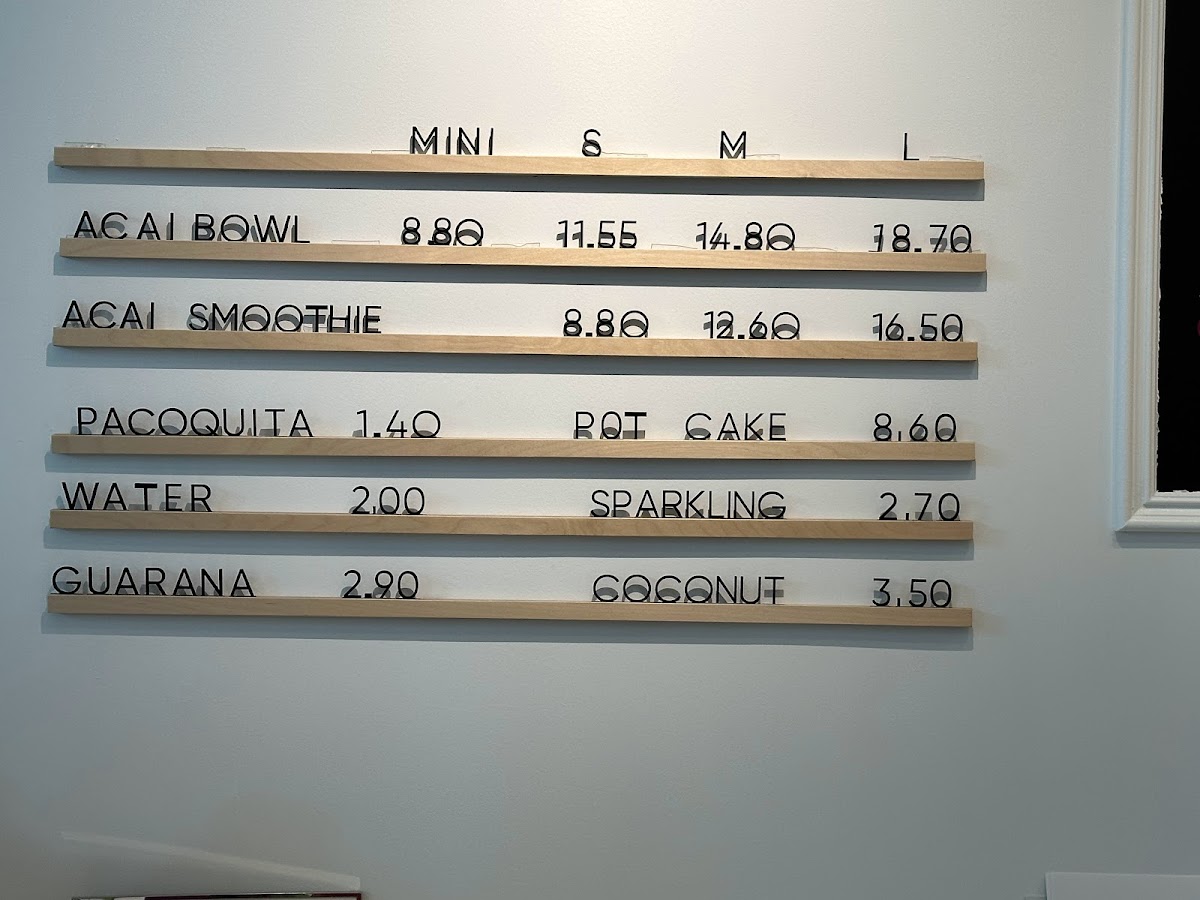 MINI S M L
ACAI BOWL 8.80 11.55 14.80 18.70
ACAI SMOOTHIE 8.80 12.60 16.50
PACOQUITA 1.40 POT CAKE 8.60
WATER 2.00 SPARKLING 2.70
GUARANA 2.90 COCONUT 3.50